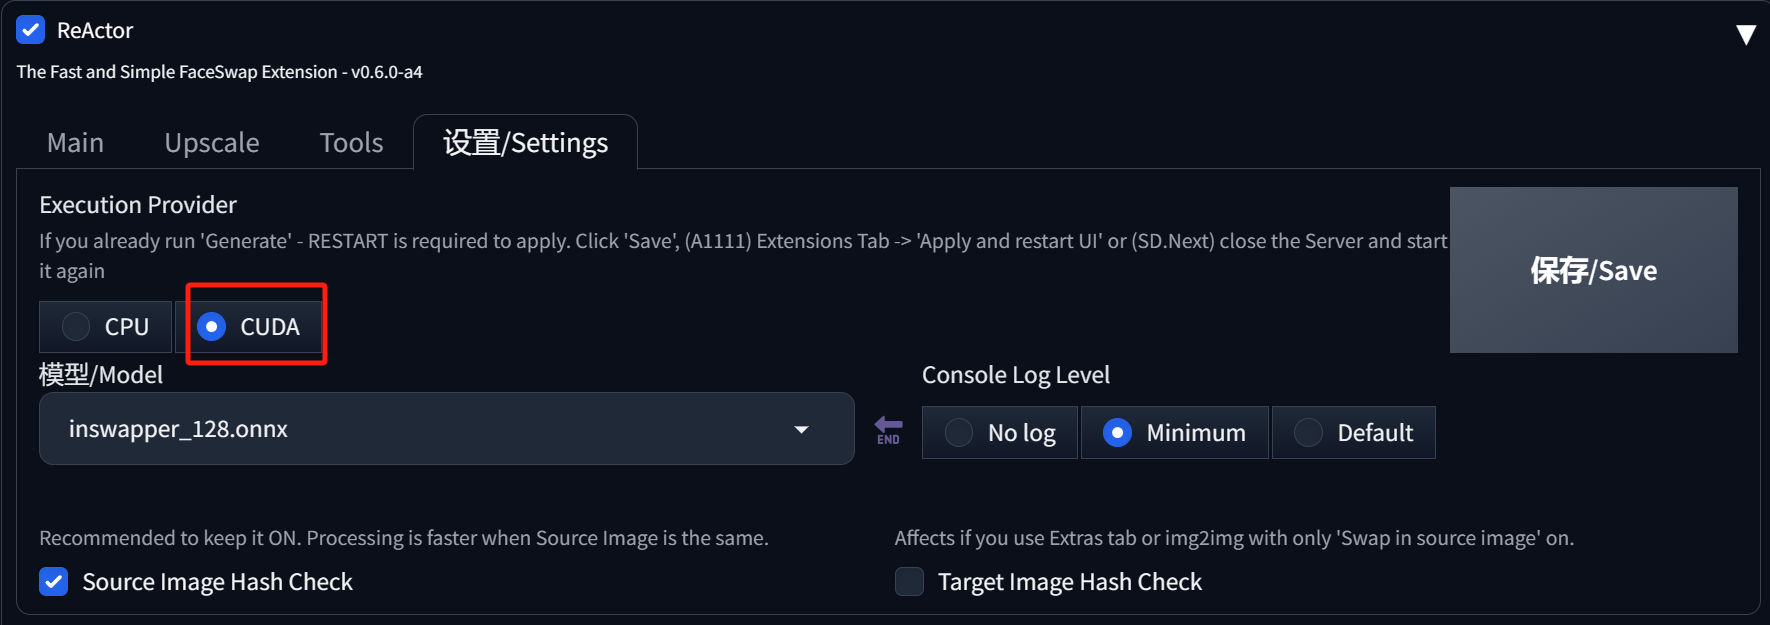 ReActor
The Fast and Simple FaceSwap Extension - v0.6.0-a4
Main Upscale Tools 设置/Settings
Execution Provider
If you already run 'Generate' - RESTART is required to apply. Click 'Save', (A1111) Extensions Tab -> 'Apply and restart UI' or (SD.Next) close the Server and start
it again
保存/Save
CPU CUDA
模型/Model
inswapper_128.onnx
END
Console Log Level
No log Minimum Default
Recommended to keep it ON. Processing is faster when Source Image is the same.
Source Image Hash Check
Affects if you use Extras tab or img2img with only 'Swap in source image' on.
Target Image Hash Check